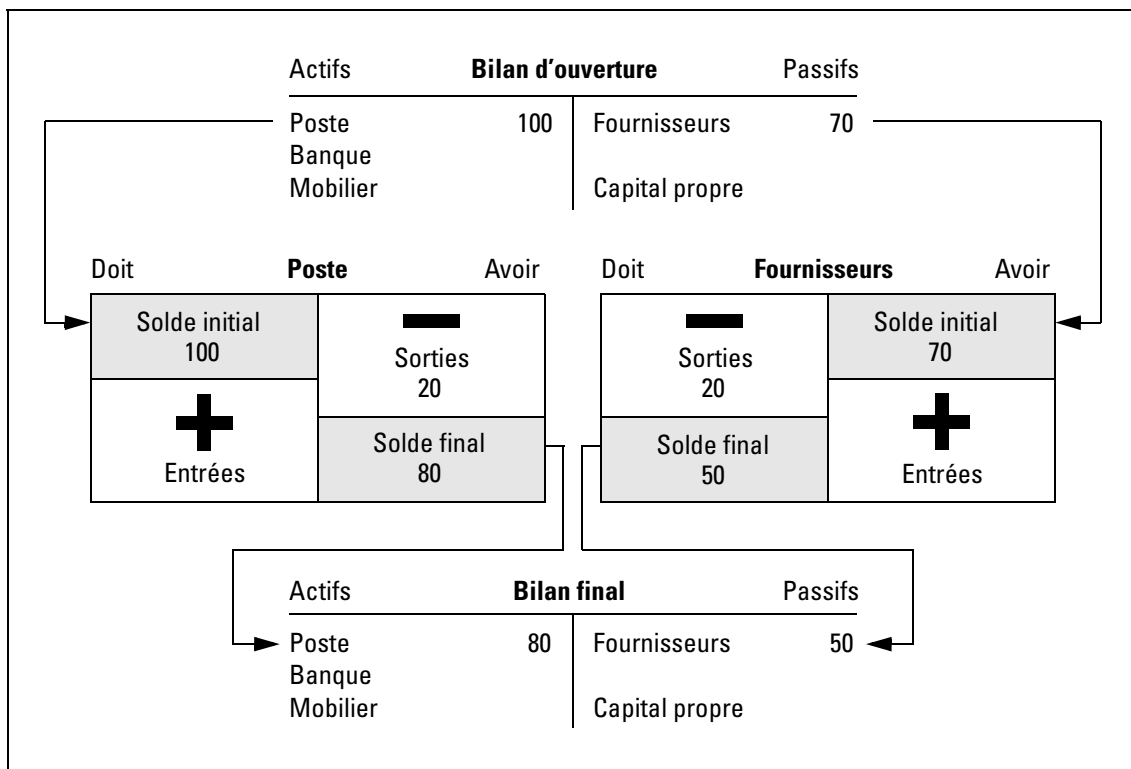 Actifs Bilan d'ouverture Passifs
Poste 100 Fournisseurs 70
Banque
Mobilier Capital propre
Doit Poste Avoir Doit Fournisseurs Avoir
Solde initial
100
Sorties
20
Entrées
Solde final
80
Sorties
20
Solde initial
70
Solde final
50
Entrées
Actifs Bilan final Passifs
Poste 80 Fournisseurs 50
Banque
Mobilier Capital propre